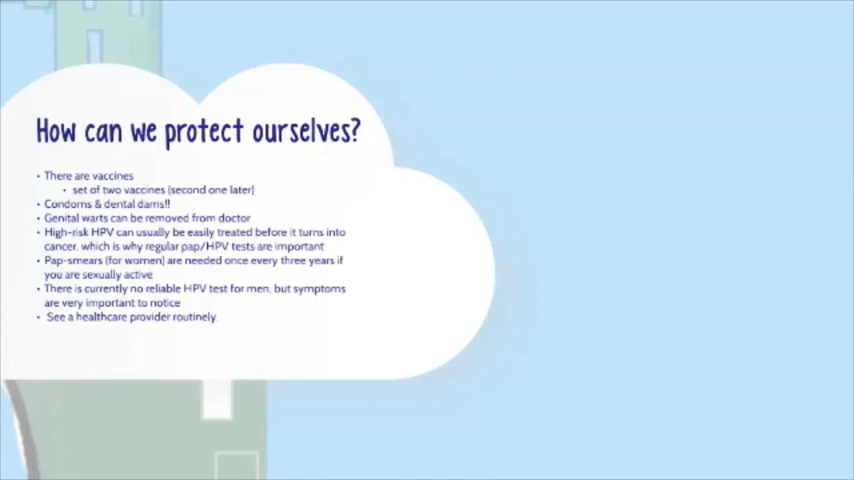 How can we protect ourselves?
• There are vaccines
• set of two vaccines (second one later)
• Condoms & dental dams!!
• Genital warts can be removed from doctor
• High-risk HPV can usually be easily treated before it turns into
cancer, which is why regular pap/HPV tests are important
• Pap-smears (for women) are needed once every three years if
you are sexually active
• There is currently no reliable HPV test for men, but symptoms
are very important to notice
• See a healthcare provider routinely.